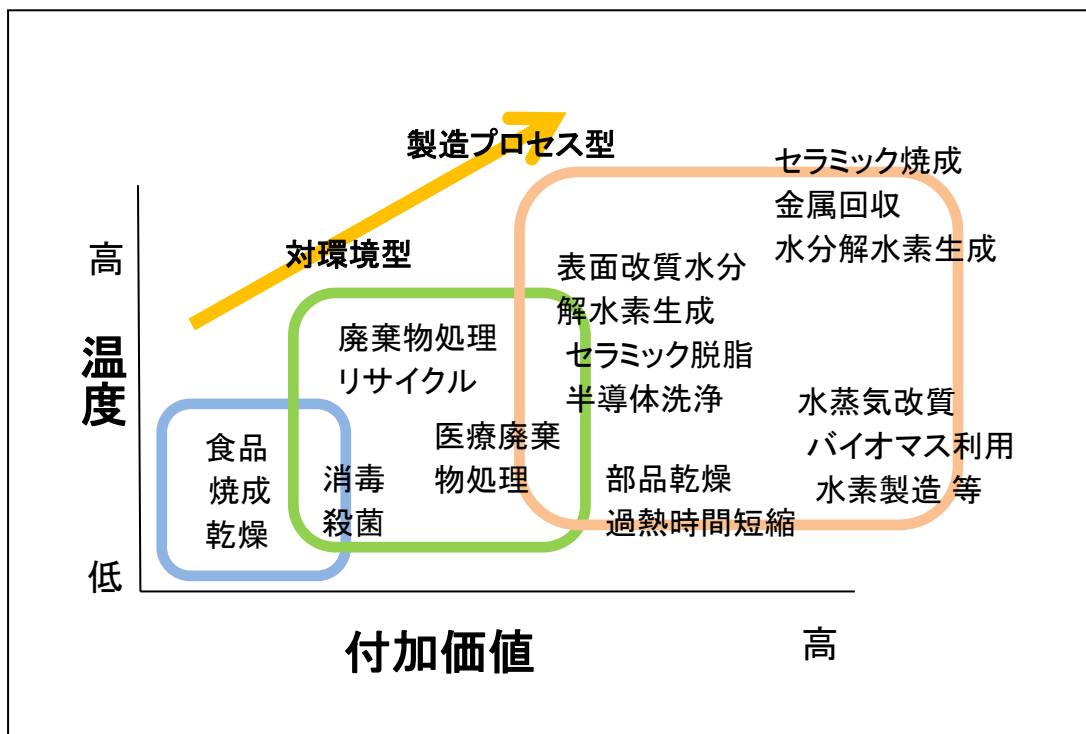 製造プロセス型
対環境型
高
温度
低
セラミック焼成
金属回収
水分解水素生成
表面改質水分
解水素生成
セラミック脱脂
半導体洗浄
廃棄物処理
リサイクル
医療廃棄
物処理
食品
焼成
乾燥
消毒
殺菌
部品乾燥
過熱時間短縮
水蒸気改質
バイオマス利用
水素製造 等
付加価値
高